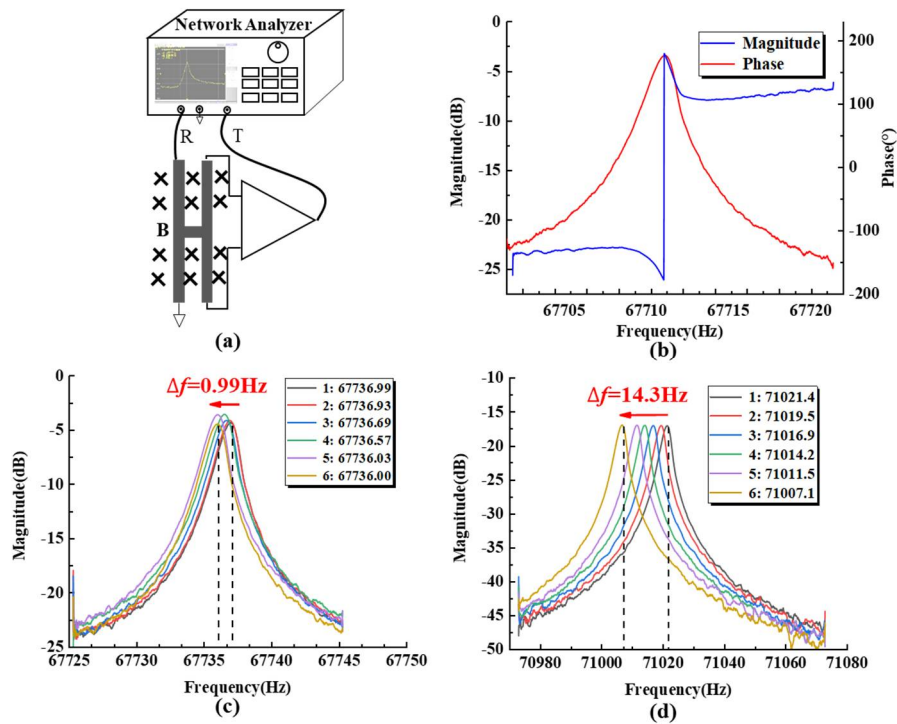 Network Analyzer
R
T
B
(a)
Magnitude(dB)
0
-5
-10
-15
-20
-25
Magnitude
Phase
200
100
0
-100
-200
Phase(°)
67705
67710
67715
67720
Frequency(Hz)
(b)
Magnitude(dB)
0
-5
-10
-15
-20
-25
Δf=0.99Hz
1: 67736.99
2: 67736.93
3: 67736.69
4: 67736.57
5: 67736.03
6: 67736.00
67725
67730
67735
67740
67745
67750
Frequency(Hz)
(c)
Magnitude(dB)
-10
-15
-20
-25
-30
-35
-40
-45
-50
Δf=14.3Hz
1: 71021.4
2: 71019.5
3: 71016.9
4: 71014.2
5: 71011.5
6: 71007.1
70980
71000
71020
71040
71060
71080
Frequency(Hz)
(d)